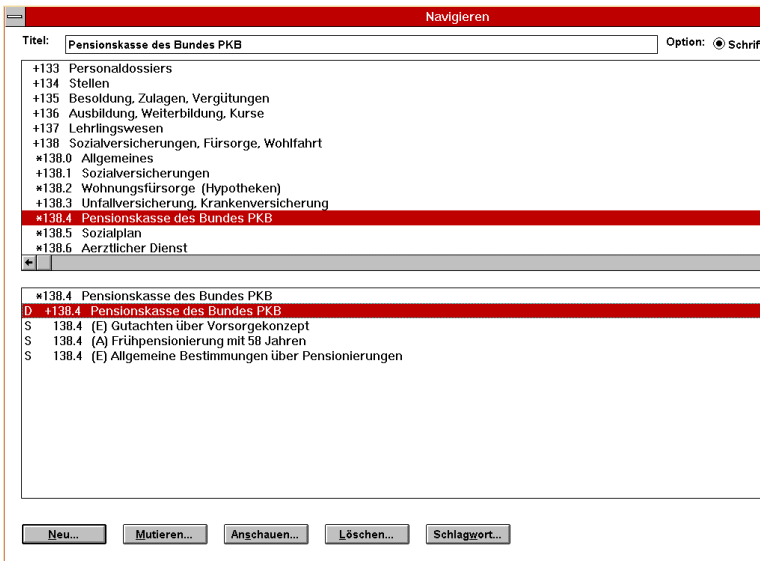 Navigieren
Titel: Pensionskasse des Bundes PKB Option: Schrif
+133 Personaldossiers
+134 Stellen
+135 Besoldung, Zulagen, Vergütungen
+136 Ausbildung, Weiterbildung, Kurse
+137 Lehrlingswesen
+138 Sozialversicherungen, Fürsorge, Wohlfahrt
*138.0 Allgemeines
+138.1 Sozialversicherungen
*138.2 Wohnungsfürsorge (Hypotheken)
+138.3 Unfallversicherung, Krankenversicherung
*138.4 Pensionskasse des Bundes PKB
*138.5 Sozialplan
*138.6 Aerztlicher Dienst
*138.4 Pensionskasse des Bundes PKB
D +138.4 Pensionskasse des Bundes PKB
S 138.4 (E) Gutachten über Vorsorgekonzept
S 138.4 (A) Frühpensionierung mit 58 Jahren
S 138.4 (E) Allgemeine Bestimmungen über Pensionierungen
Neu... Mutieren... Anschauen... Löschen... Schlagwort...